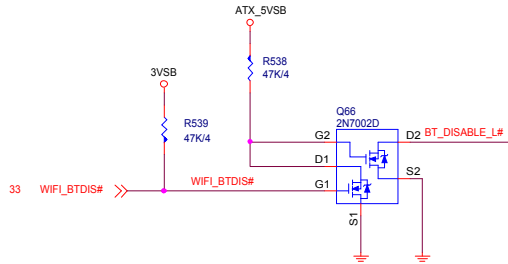 ATX_5VSB
R538
47K/4
3VSB
R539
47K/4
Q66
2N7002D
G2
D2
BT_DISABLE_L#
D1
S2
33
WIFI_BTDIS#
WIFI_BTDIS#
G1
S1